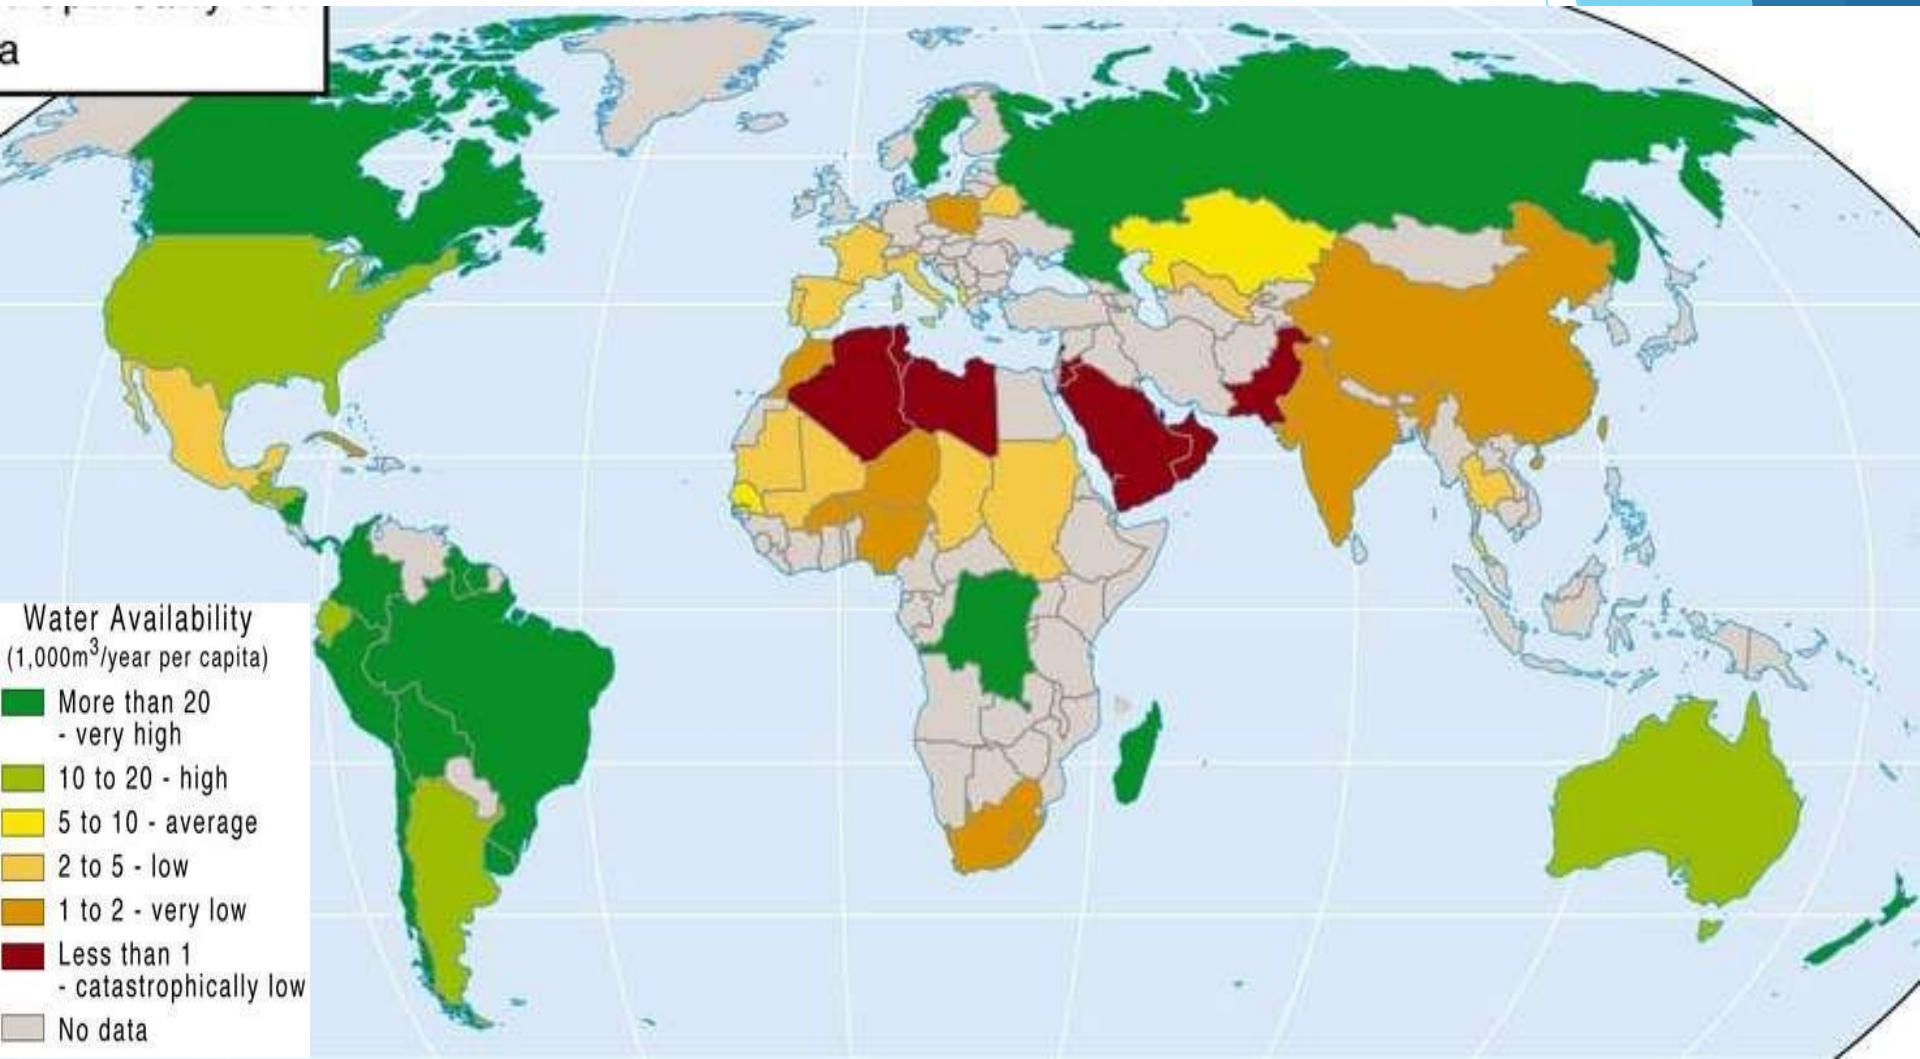 a
Water Availability
(1,000m³/year per capita)
More than 20
- very high
10 to 20 - high
5 to 10 - average
2 to 5 - low
1 to 2 - very low
Less than 1
- catastrophically low
No data